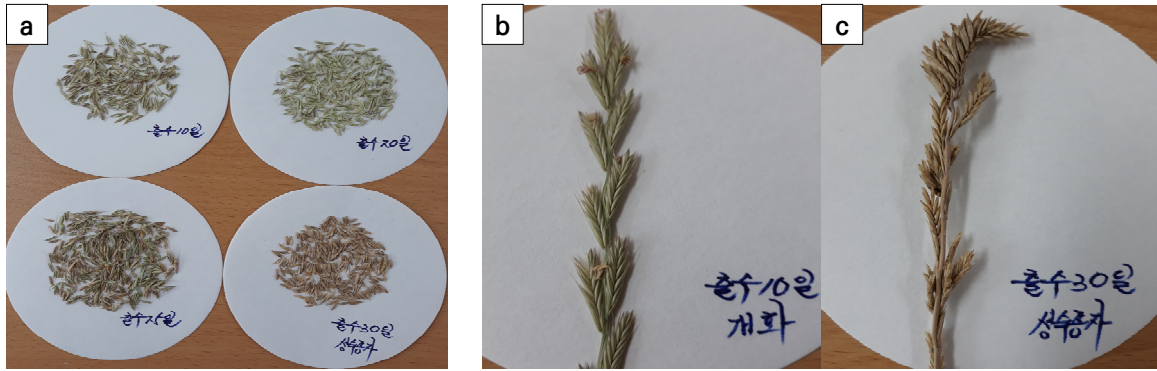 a
출수10일
출수20일
출수25일
출수30일
성숙종자
b
출수10일
개화
c
출수30일
성숙종자